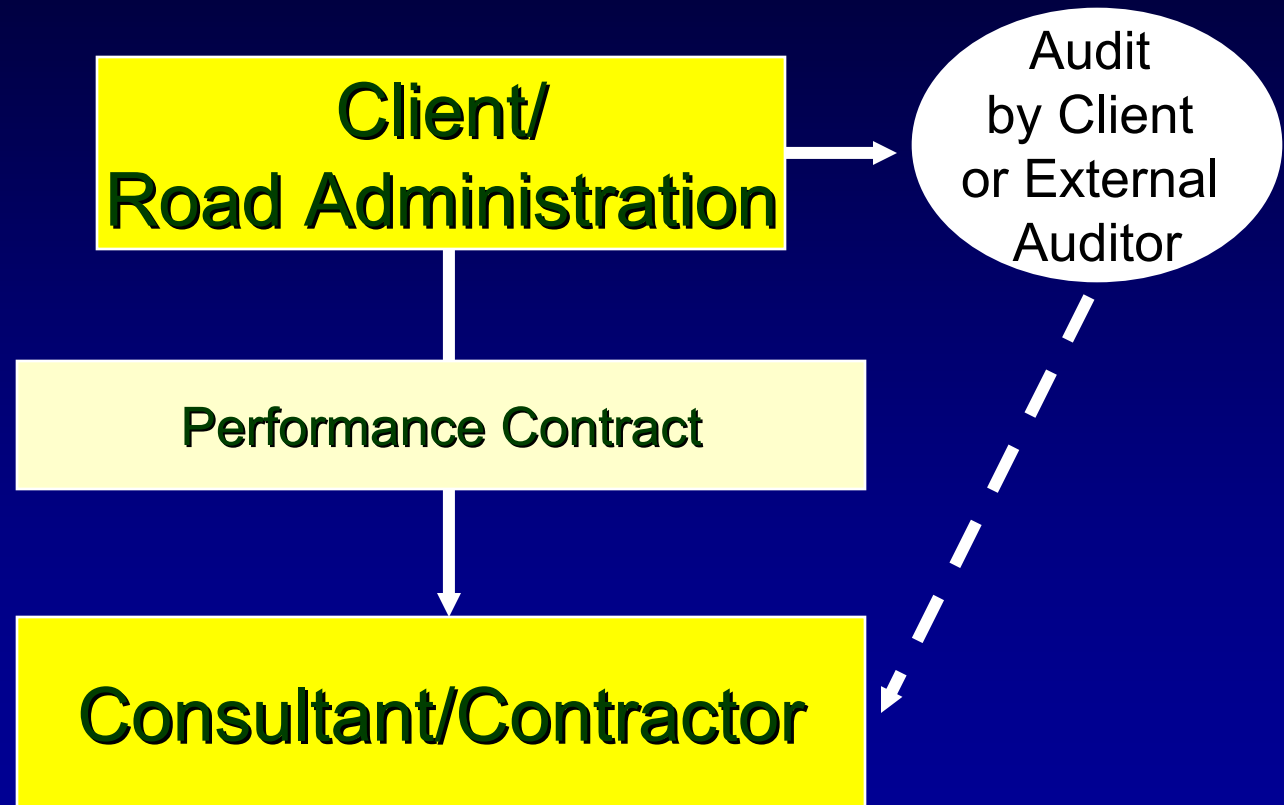 Client/
Road Administration
Audit
by Client
or External
Auditor
Performance Contract
Consultant/Contractor